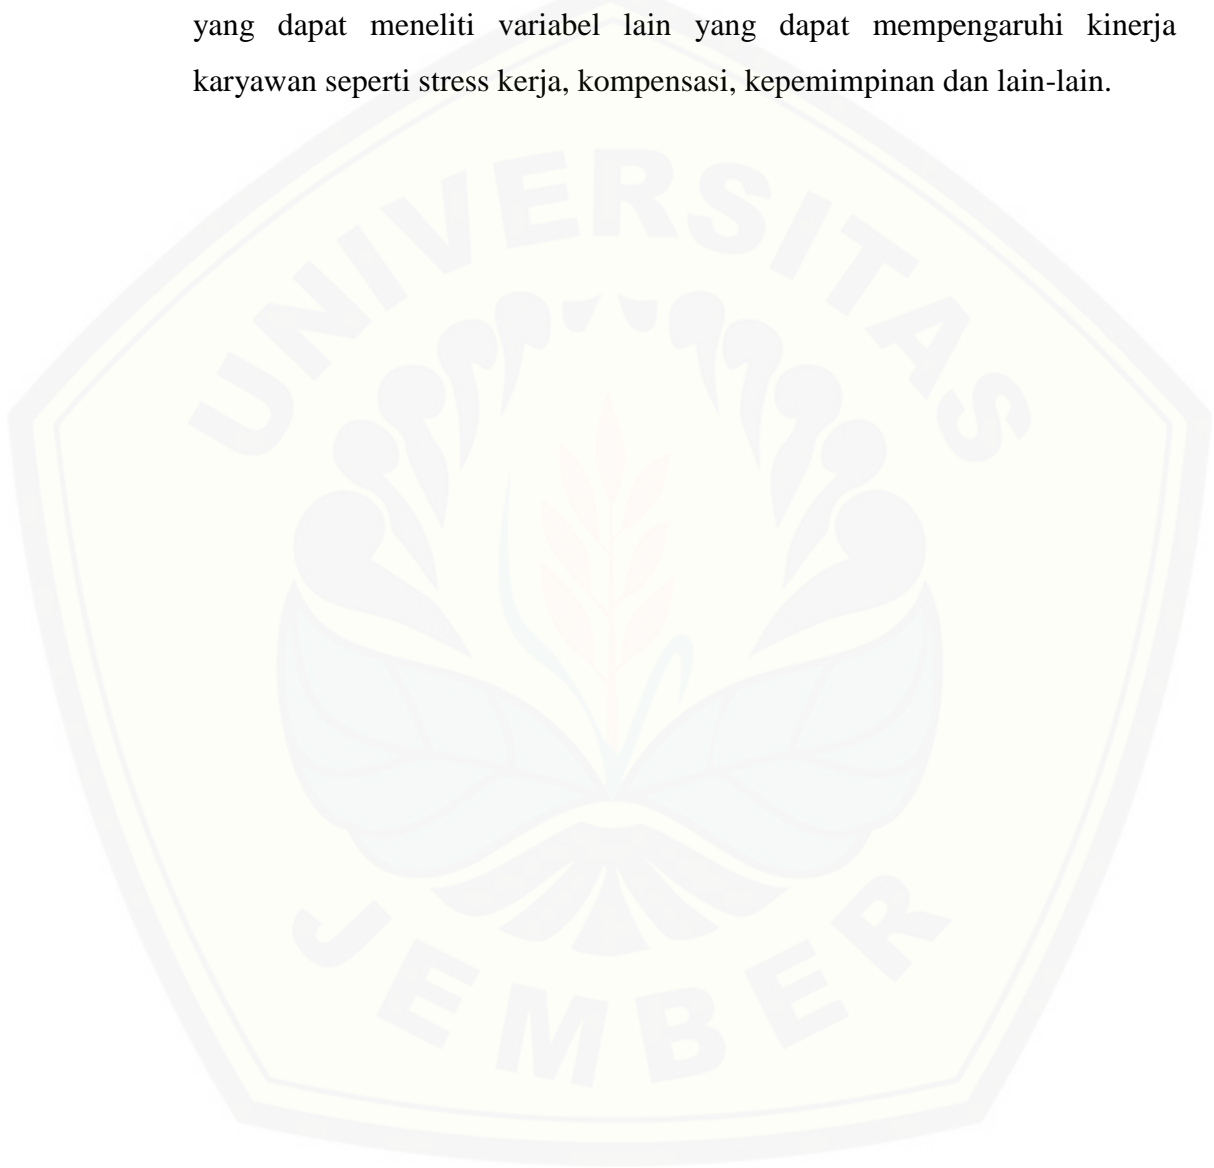 yang dapat meneliti variabel lain yang dapat mempengaruhi kinerja
karyawan seperti stress kerja, kompensasi, kepemimpinan dan lain-lain.
UNIVERSITAS
JEMBER